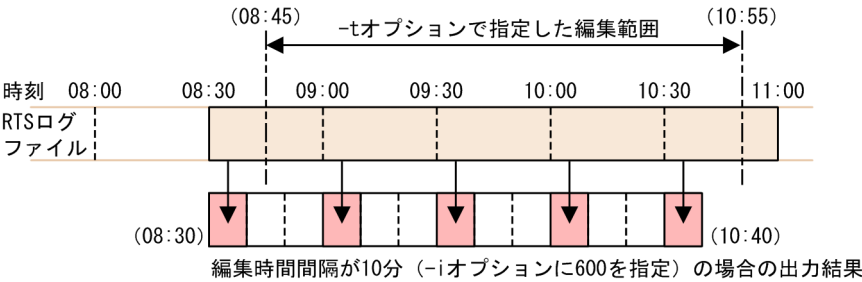 (08:45) (10:55)
-tオプションで指定した編集範囲
時刻 08:00 08:30 09:00 09:30 10:00 10:30 11:00
RTSログ
ファイル
(08:30) (10:40)
編集時間間隔が10分（-iオプションに600を指定）の場合の出力結果